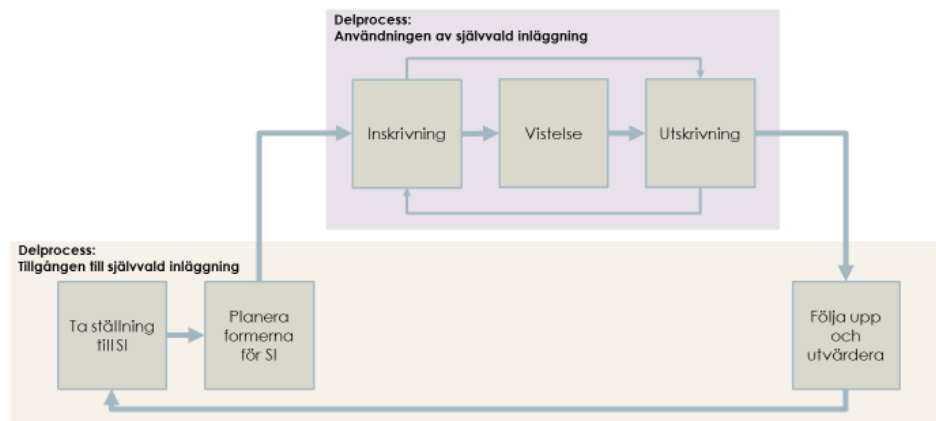 Delprocess:
Användningen av självvald inläggning
Inskrivning
Vistelse
Utskrivning
Delprocess:
Tillgången till självvald inläggning
Ta ställning
till SI
Planera
formerna
för SI
Följa upp
och
utvärdera